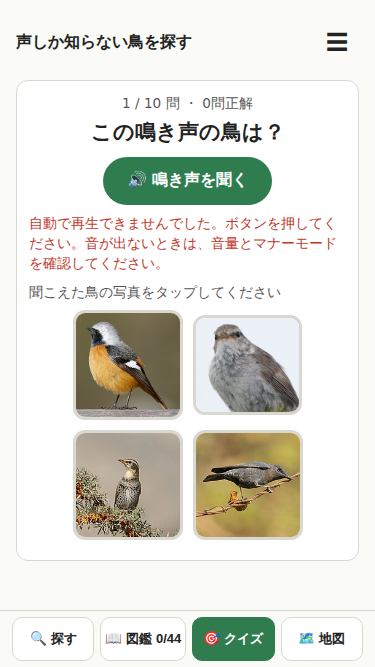 声しか知らない鳥を探す
1 / 10 問 ・ 0問正解
この鳴き声の鳥は？
🔊 鳴き声を聞く
自動で再生できませんでした。ボタンを押してく
ださい。音が出ないときは、音量とマナーモード
を確認してください。
聞こえた鳥の写真をタップしてください
🔍 探す
📖 図鑑 0/44
🎯 クイズ
🗺️ 地図